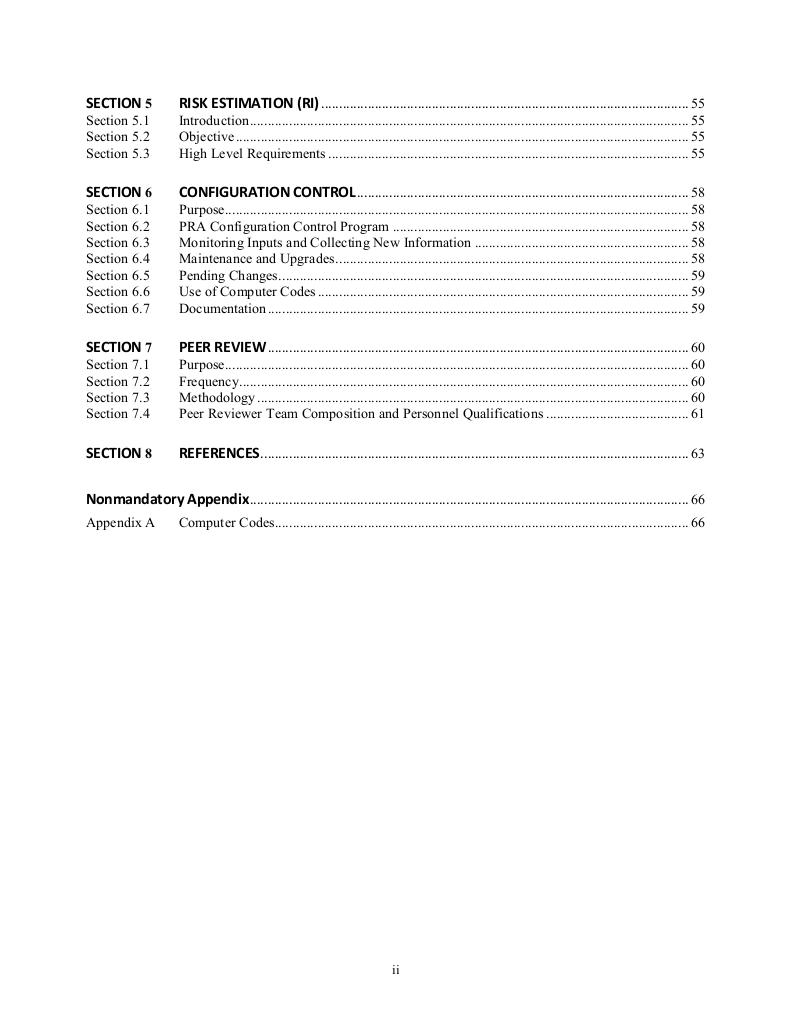 SECTION 5 RISK ESTIMATION (RI) ........ 55
Section 5.1 Introduction ........ 55
Section 5.2 Objective ........ 55
Section 5.3 High Level Requirements ........ 55
SECTION 6 CONFIGURATION CONTROL ........ 58
Section 6.1 Purpose ........ 58
Section 6.2 PRA Configuration Control Program ........ 58
Section 6.3 Monitoring Inputs and Collecting New Information ........ 58
Section 6.4 Maintenance and Upgrades ........ 58
Section 6.5 Pending Changes ........ 59
Section 6.6 Use of Computer Codes ........ 59
Section 6.7 Documentation ........ 59
SECTION 7 PEER REVIEW ........ 60
Section 7.1 Purpose ........ 60
Section 7.2 Frequency ........ 60
Section 7.3 Methodology ........ 60
Section 7.4 Peer Reviewer Team Composition and Personnel Qualifications ........ 61
SECTION 8 REFERENCES ........ 63
Nonmandatory Appendix ........ 66
Appendix A Computer Codes ........ 66
ii